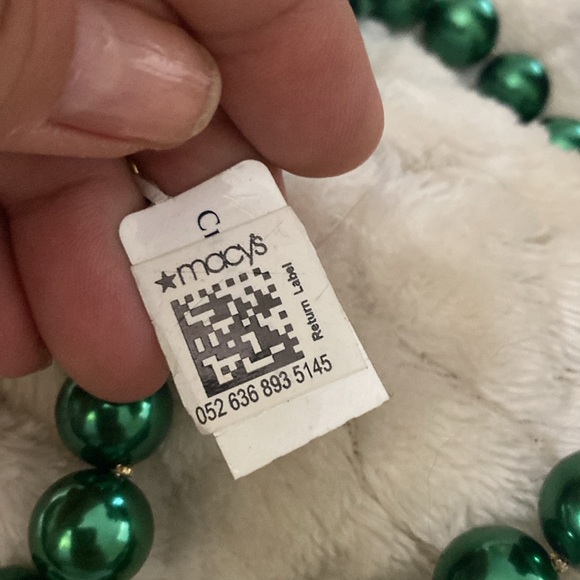 ★macy's
Return Label
052 636 893 5145